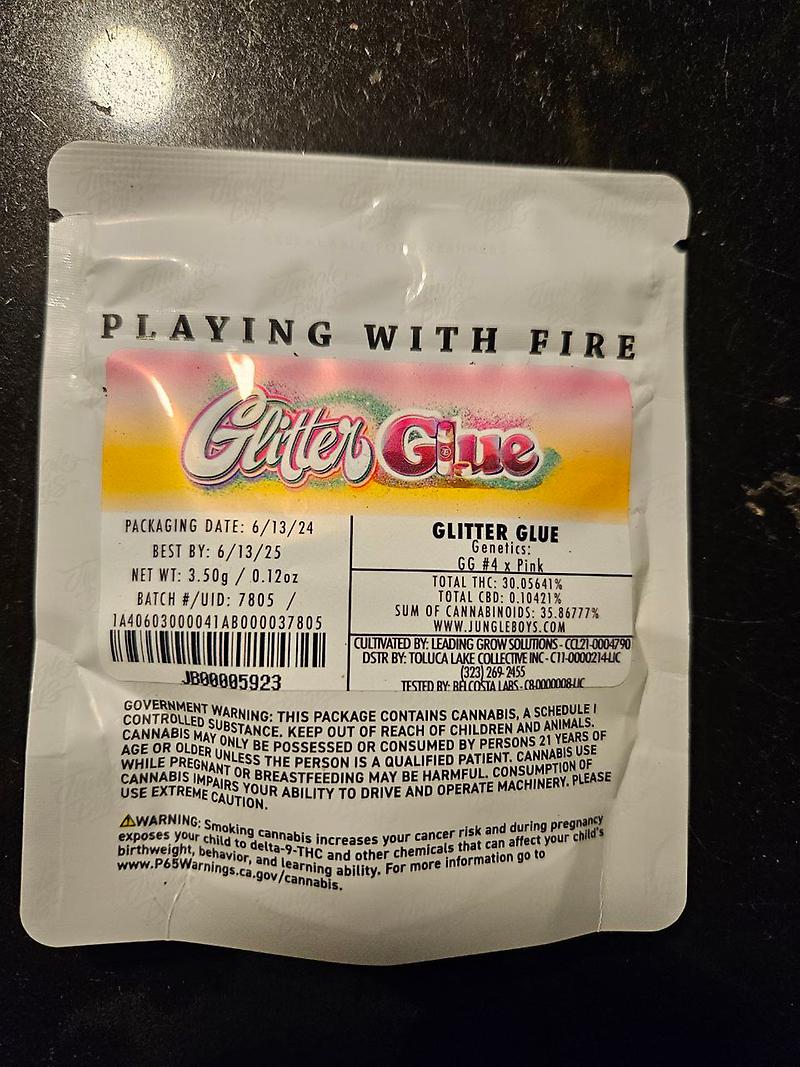 PLAYING WITH FIRE
Glitter Glue
PACKAGING DATE: 6/13/24
BEST BY: 6/13/25
NET WT: 3.50g / 0.12oz
BATCH #/UID: 7805 /
1A40603000041AB000037805
JB00005923
GLITTER GLUE
Genetics:
GG #4 x Pink
TOTAL THC: 30.05641%
TOTAL CBD: 0.10421%
SUM OF CANNABINOIDS: 35.86777%
WWW.JUNGLEBOYS.COM
CULTIVATED BY: LEADING GROW SOLUTIONS - CCL21-0004790
DSTR BY: TOLUCA LAKE COLLECTIVE INC - C11-0000214-LIC
(323) 269-2455
TESTED BY: BELCOSTA LABS - C8-0000008-LIC
GOVERNMENT WARNING: THIS PACKAGE CONTAINS CANNABIS, A SCHEDULE I
CONTROLLED SUBSTANCE. KEEP OUT OF REACH OF CHILDREN AND ANIMALS.
CANNABIS MAY ONLY BE POSSESSED OR CONSUMED BY PERSONS 21 YEARS OF
AGE OR OLDER UNLESS THE PERSON IS A QUALIFIED PATIENT. CANNABIS USE
WHILE PREGNANT OR BREASTFEEDING MAY BE HARMFUL. CONSUMPTION OF
CANNABIS IMPAIRS YOUR ABILITY TO DRIVE AND OPERATE MACHINERY. PLEASE
USE EXTREME CAUTION.
⚠WARNING: Smoking cannabis increases your cancer risk and during pregnancy
exposes your child to delta-9-THC and other chemicals that can affect your child's
birthweight, behavior, and learning ability. For more information go to
www.P65Warnings.ca.gov/cannabis.